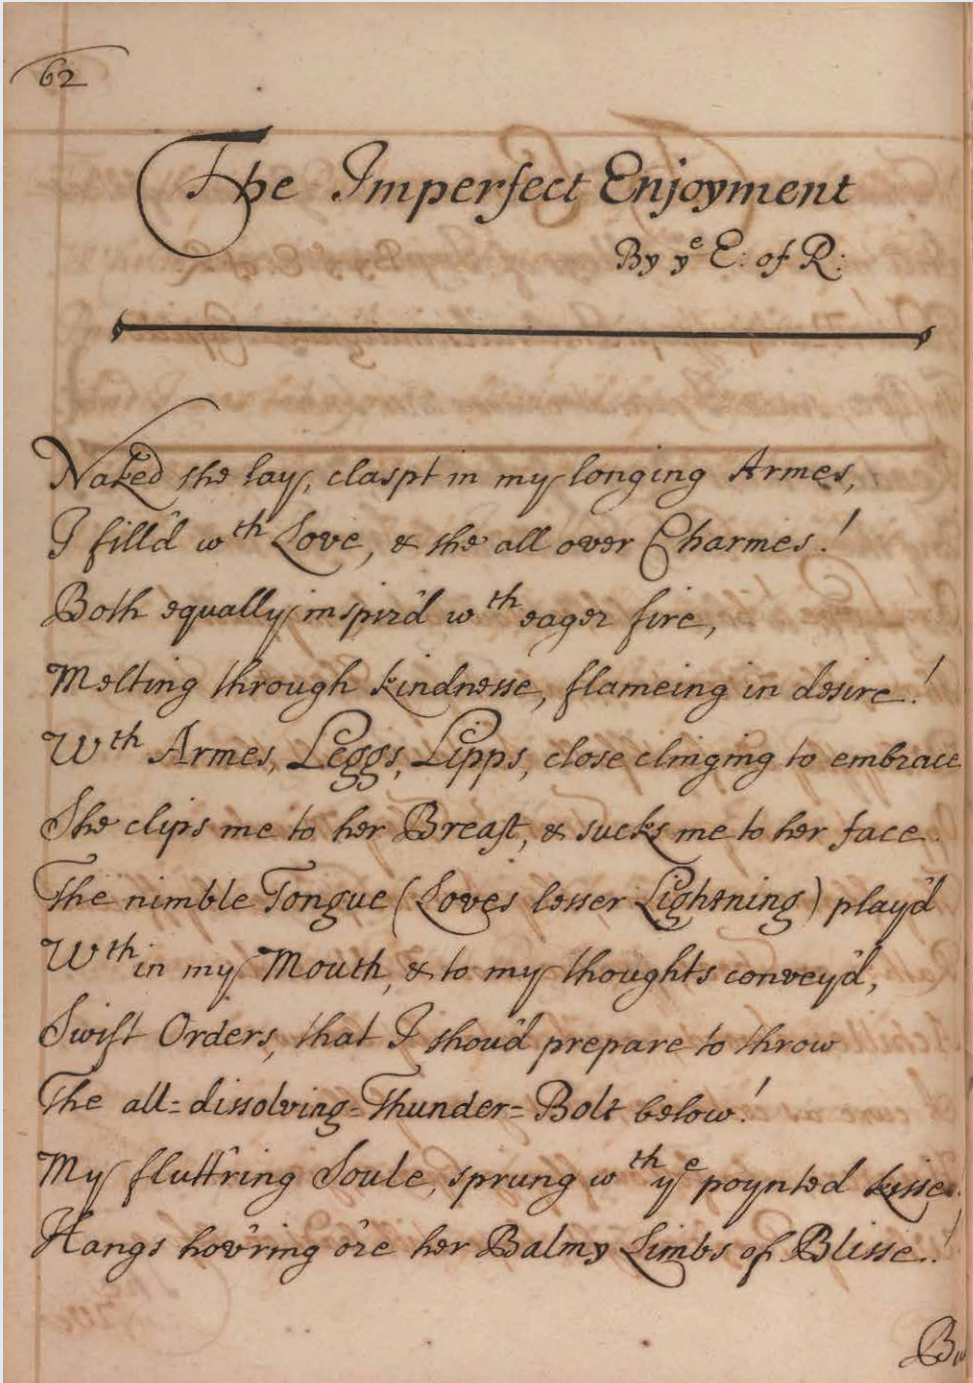 62
The Imperfect Enjoyment
By yᵉ E: of R:
Naked she lay, claspt in my longing Armes,
I fill'd wᵗʰ Love, & she all over Charmes!
Both equally inspir'd wᵗʰ eager fire,
Melting through kindnesse, flameing in desire!
Wᵗʰ Armes, Leggs, Lipps, close clinging to embrace
She clips me to her Breast, & sucks me to her face.
The nimble Tongue (Loves lesser Lightning) play'd
Wᵗʰin my Mouth, & to my thoughts convey'd,
Swift Orders, that I shou'd prepare to throw
The all=dissolving=Thunder=Bolt below!
My flutt'ring Soule, sprung wᵗʰ yᵉ poynted kisse.
Hangs hov'ring o're her Balmy Limbs of Blisse.!